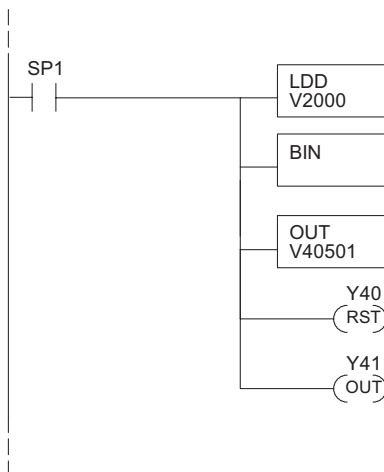 SP1
LDD
V2000
BIN
OUT
V40501
Y40
RST
Y41
OUT